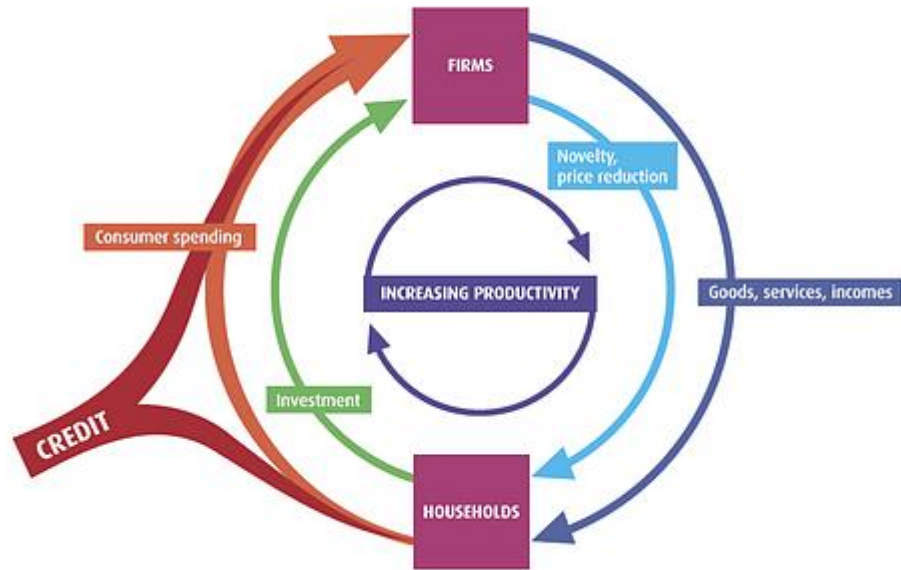 FIRMS
Novelty,
price reduction
Consumer spending
INCREASING PRODUCTIVITY
Goods, services, incomes
Investment
CREDIT
HOUSEHOLDS